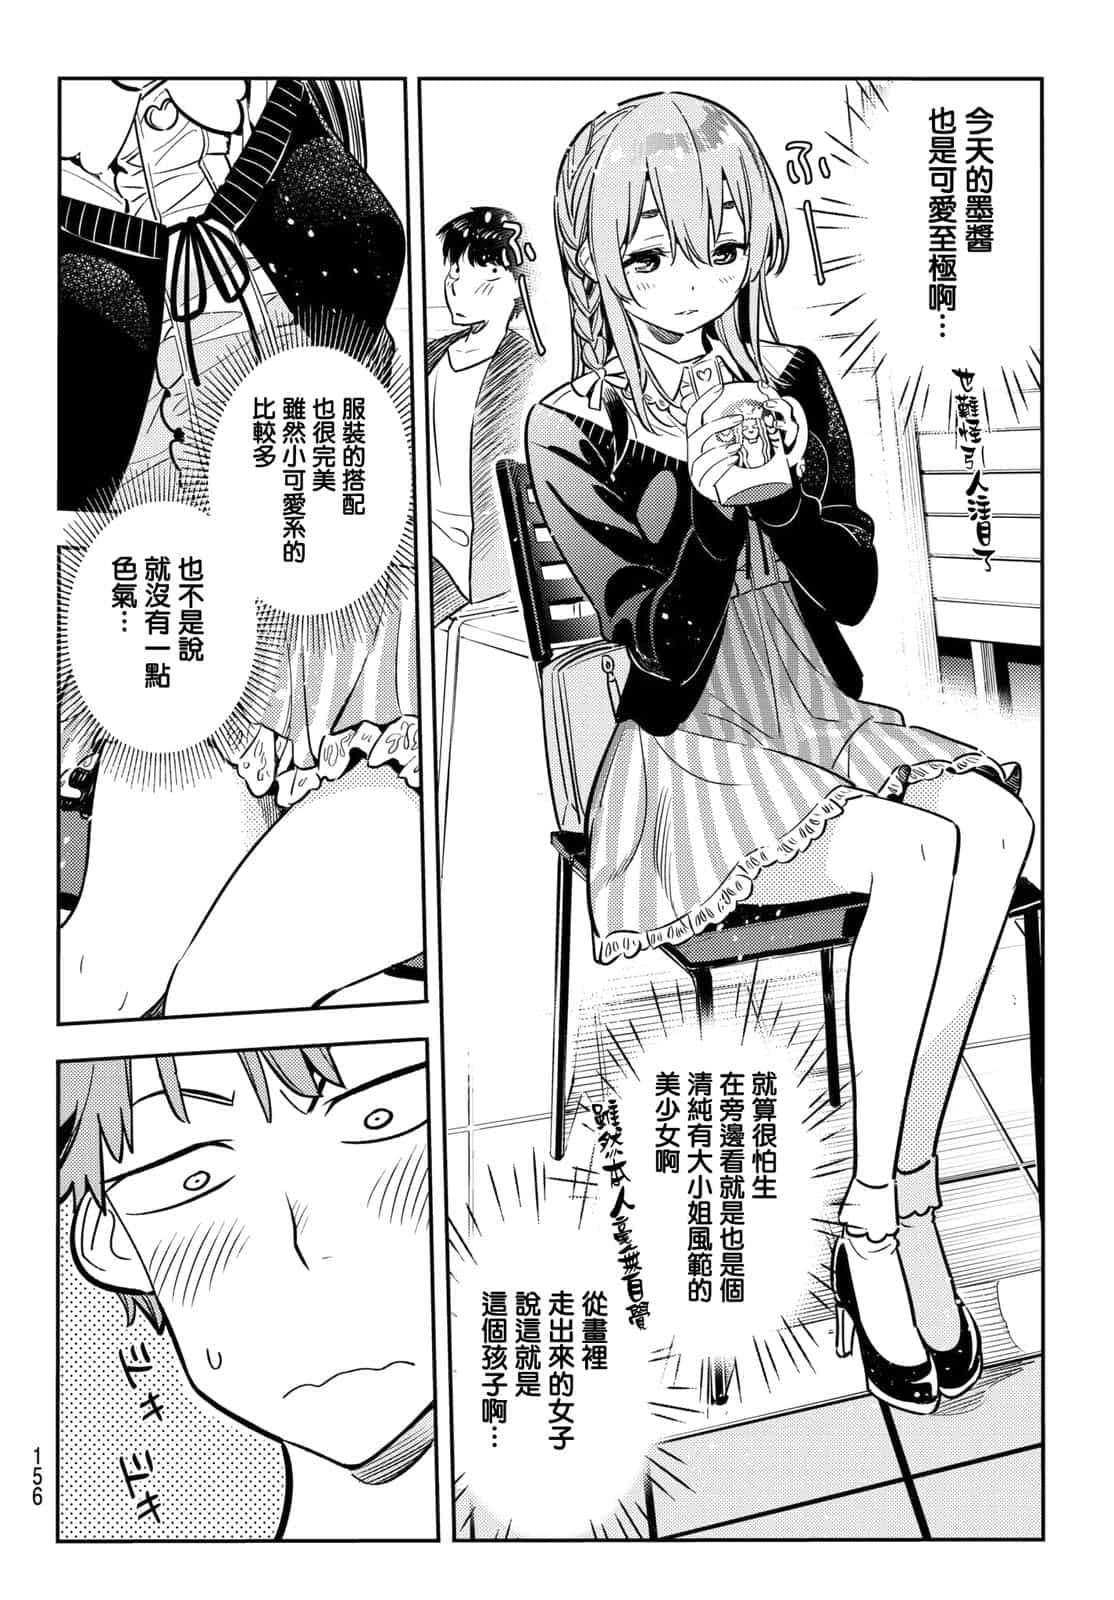 今天的墨醬
也是可愛至極啊…
也難怪引人注目了
ふぅ
ふぅ
就算很怕生
在旁邊看就是也是個
清純有大小姐風範的
美少女啊
雖然本人毫無自覺
從畫裡
走出來的女子
說這就是
這個孩子啊…
服裝的搭配
也很完美
雖然小可愛系的
比較多
也不是說
就沒有一點
色氣…
ドキ
ドキ
156